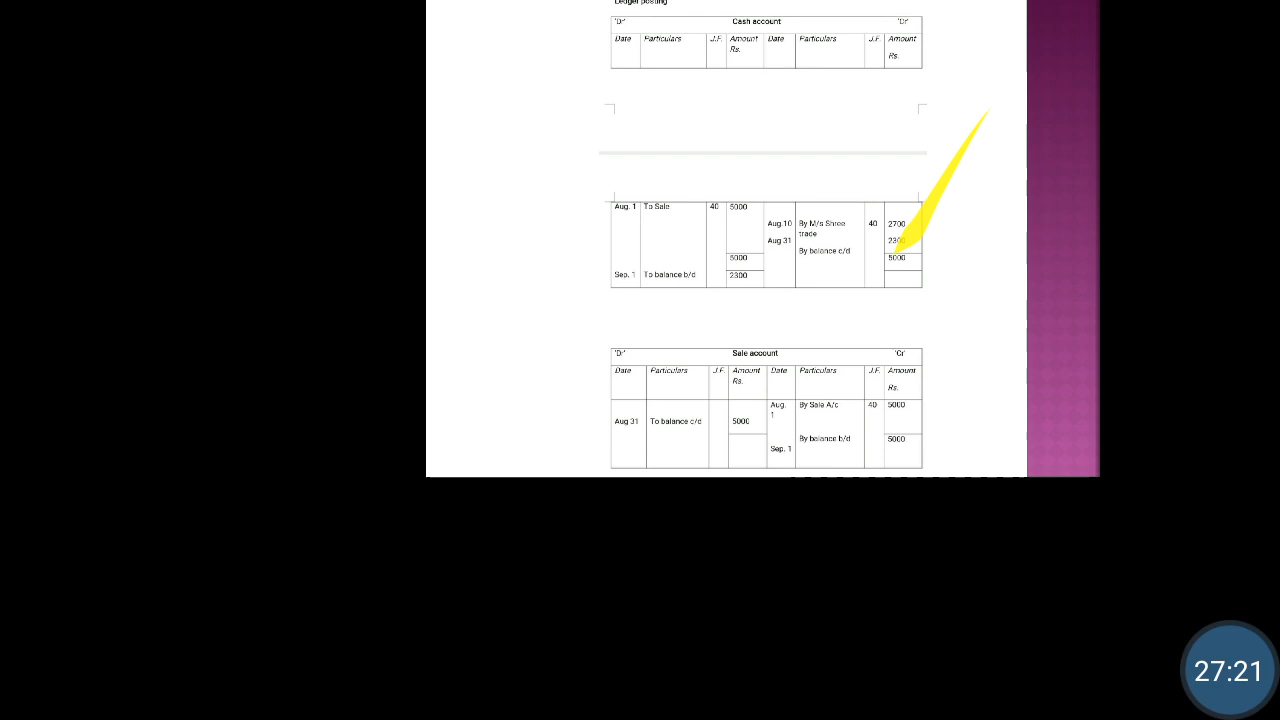 Ledger posting
'Dr' Cash account 'Cr'
Date Particulars J.F. Amount Date Particulars J.F. Amount
Rs. Rs.
Aug. 1 To Sale 40 5000
Aug.10 By M/s Shree 40 2700
trade
Aug 31 2300
By balance c/d
5000 5000
Sep. 1 To balance b/d 2300
'Dr' Sale account 'Cr'
Date Particulars J.F. Amount Date Particulars J.F. Amount
Rs. Rs.
Aug. By Sale A/c 40 5000
1
Aug 31 To balance c/d 5000
By balance b/d 5000
Sep. 1
27:21